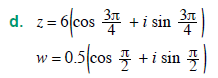 d. z = 6(cos 3π/4 + i sin 3π/4)
w = 0.5(cos π/2 + i sin π/2)